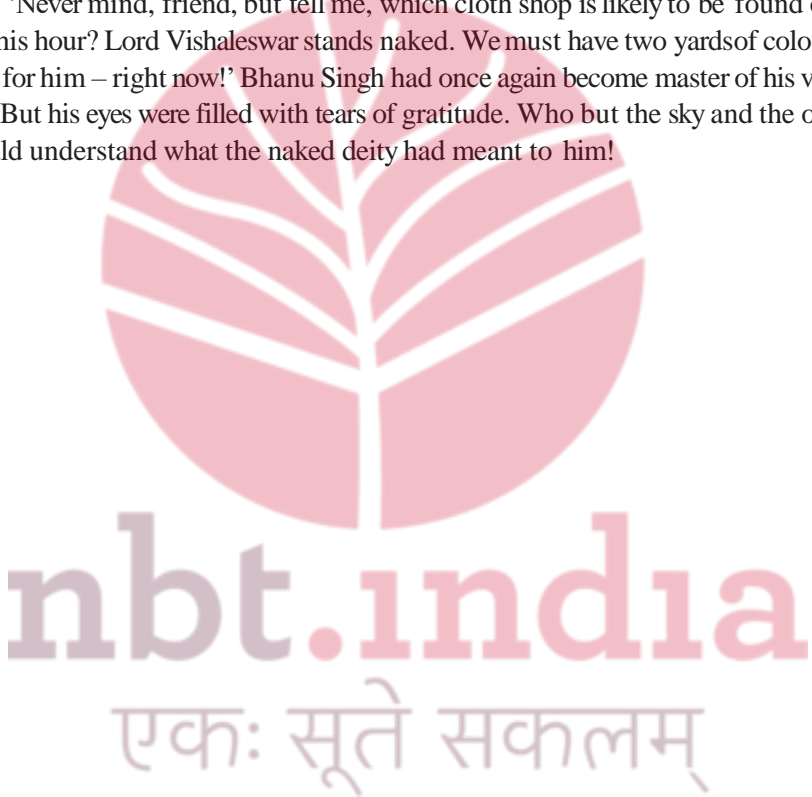 ‘Never mind, friend, but tell me, which cloth shop is likely to be found
his hour? Lord Vishaleswar stands naked. We must have two yardsof colo
for him – right now!’ Bhanu Singh had once again become master of his v
But his eyes were filled with tears of gratitude. Who but the sky and the o
ld understand what the naked deity had meant to him!
nbt.india
एकः सूते सकलम्